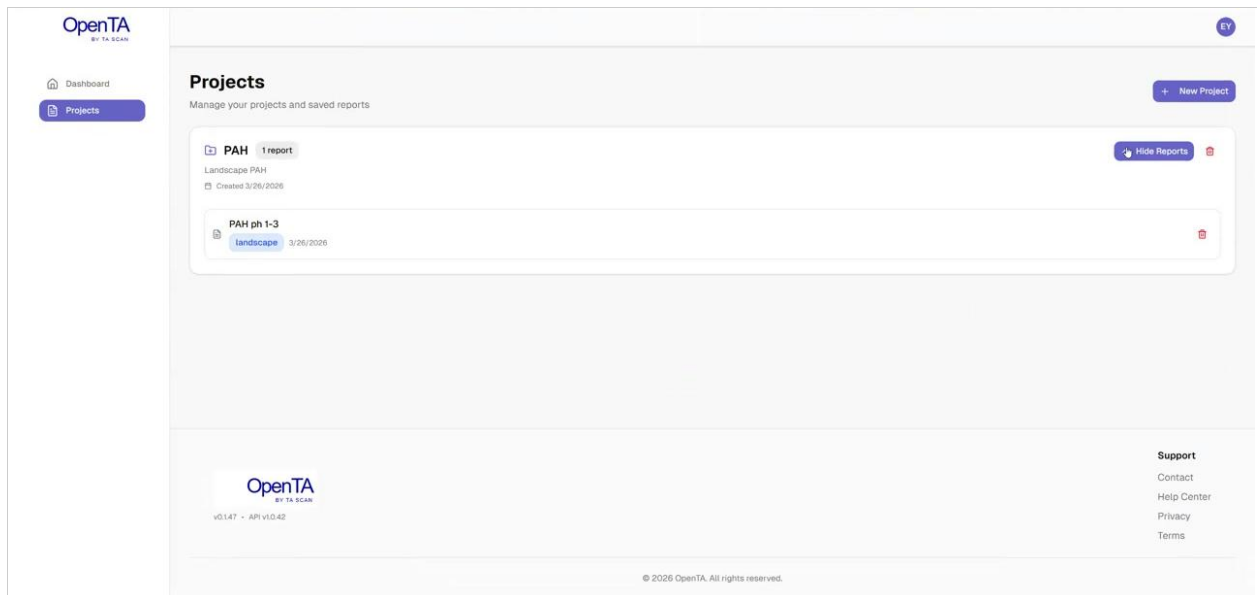 OpenTA
BY TA SCAN
EY
Dashboard
Projects
Projects
Manage your projects and saved reports
+ New Project
PAH 1 report
Hide Reports
Landscape PAH
Created 3/26/2026
PAH ph 1-3
landscape 3/26/2026
OpenTA
BY TA SCAN
v0.1.47 • API v1.0.42
Support
Contact
Help Center
Privacy
Terms
© 2026 OpenTA. All rights reserved.